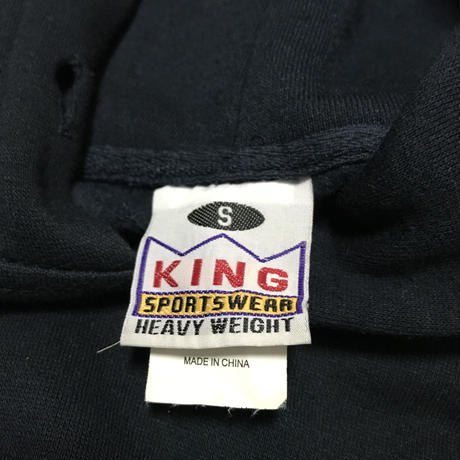 S
KING
SPORTSWEAR
HEAVY WEIGHT
MADE IN CHINA